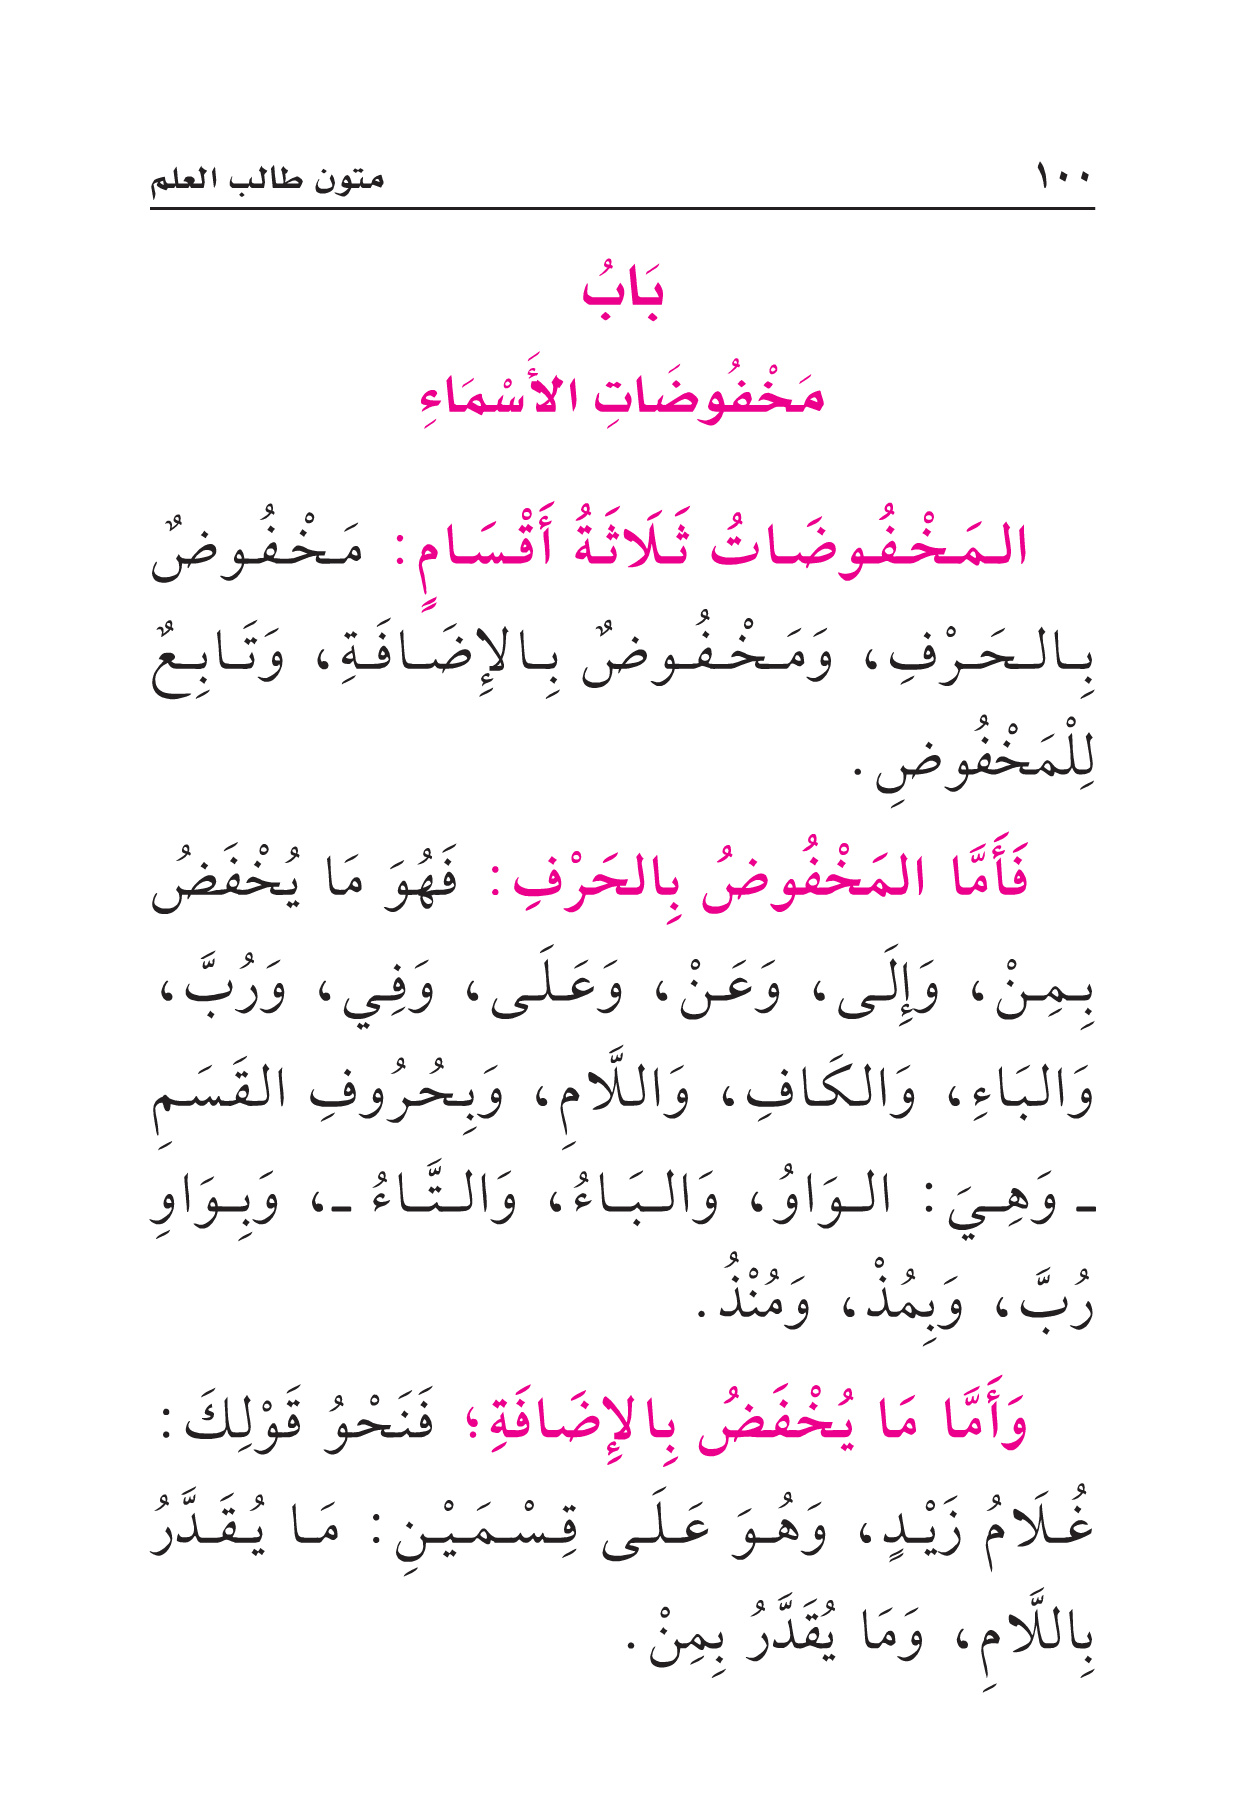 ١٠٠ متون طالب العلم
بَابُ
مَخْفُوضَاتِ الأَسْمَاءِ
المَخْفُوضَاتُ ثَلَاثَةُ أَقْسَامٍ: مَخْفُوضٌ
بِالحَرْفِ، وَمَخْفُوضٌ بِالإِضَافَةِ، وَتَابِعٌ
لِلْمَخْفُوضِ.
فَأَمَّا المَخْفُوضُ بِالحَرْفِ: فَهُوَ مَا يُخْفَضُ
بِمِنْ، وَإِلَى، وَعَنْ، وَعَلَى، وَفِي، وَرُبَّ،
وَالبَاءِ، وَالكَافِ، وَاللَّامِ، وَبِحُرُوفِ القَسَمِ
ـ وَهِيَ: الوَاوُ، وَالبَاءُ، وَالتَّاءُ ـ، وَبِوَاوِ
رُبَّ، وَبِمُذْ، وَمُنْذُ.
وَأَمَّا مَا يُخْفَضُ بِالإِضَافَةِ؛ فَنَحْوُ قَوْلِكَ:
غُلَامُ زَيْدٍ، وَهُوَ عَلَى قِسْمَيْنِ: مَا يُقَدَّرُ
بِاللَّامِ، وَمَا يُقَدَّرُ بِمِنْ.